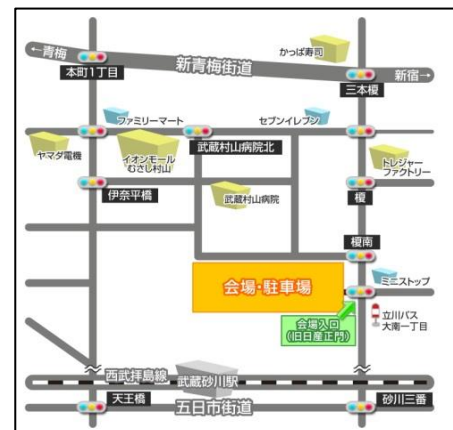 ←青梅
新青梅街道
かっぱ寿司
新宿→
本町1丁目
三本榎
ファミリーマート
セブンイレブン
ヤマダ電機
イオンモール
むさし村山
武蔵村山病院北
トレジャー
ファクトリー
伊奈平橋
武蔵村山病院
榎
榎南
会場・駐車場
ミニストップ
会場入口
(旧日産正門)
立川バス
大南一丁目
西武拝島線
武蔵砂川駅
天王橋
五日市街道
砂川三番